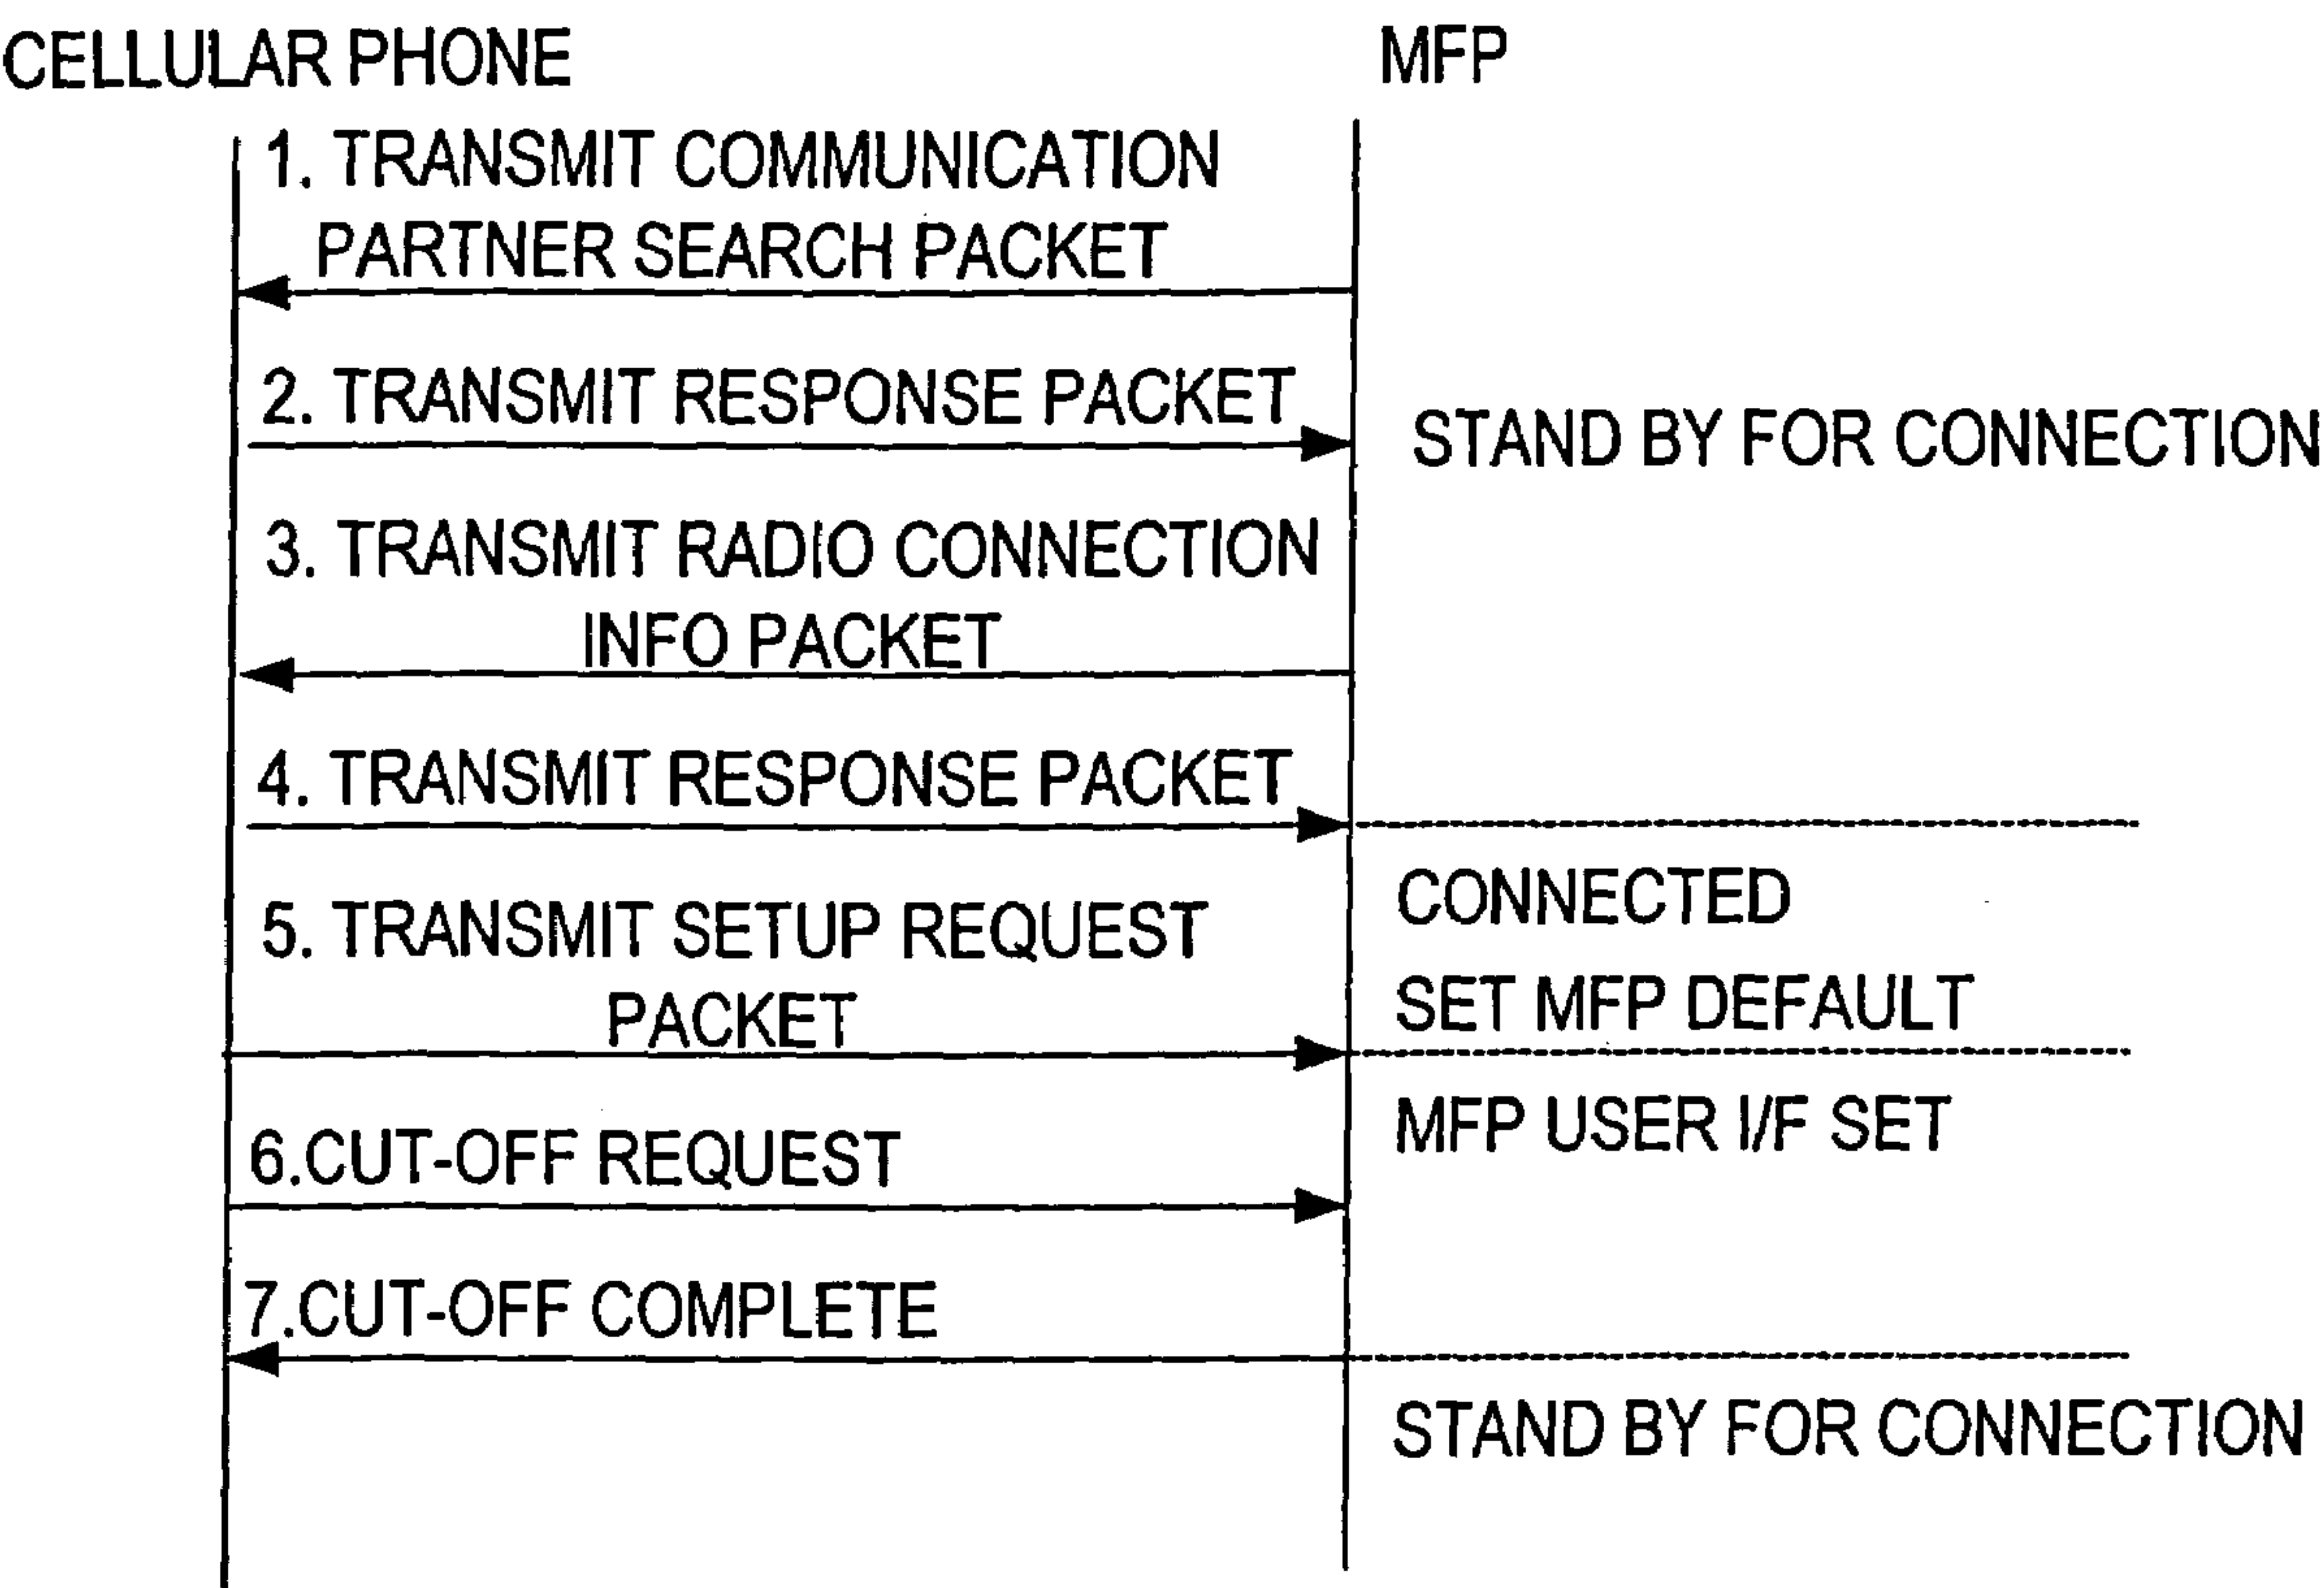 CELLULAR PHONE
MFP
1. TRANSMIT COMMUNICATION
PARTNER SEARCH PACKET
2. TRANSMIT RESPONSE PACKET
STAND BY FOR CONNECTION
3. TRANSMIT RADIO CONNECTION
INFO PACKET
4. TRANSMIT RESPONSE PACKET
CONNECTED
5. TRANSMIT SETUP REQUEST
PACKET
SET MFP DEFAULT
MFP USER I/F SET
6.CUT-OFF REQUEST
7.CUT-OFF COMPLETE
STAND BY FOR CONNECTION